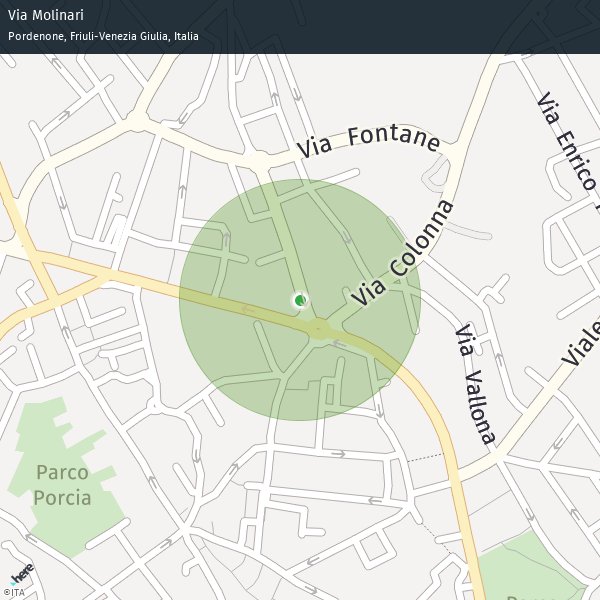 Via Molinari
Pordenone, Friuli-Venezia Giulia, Italia
Via Fontane
Via Enrico
Via Colonna
Viale
Via Vallona
Parco
Porcia
here
©ITA